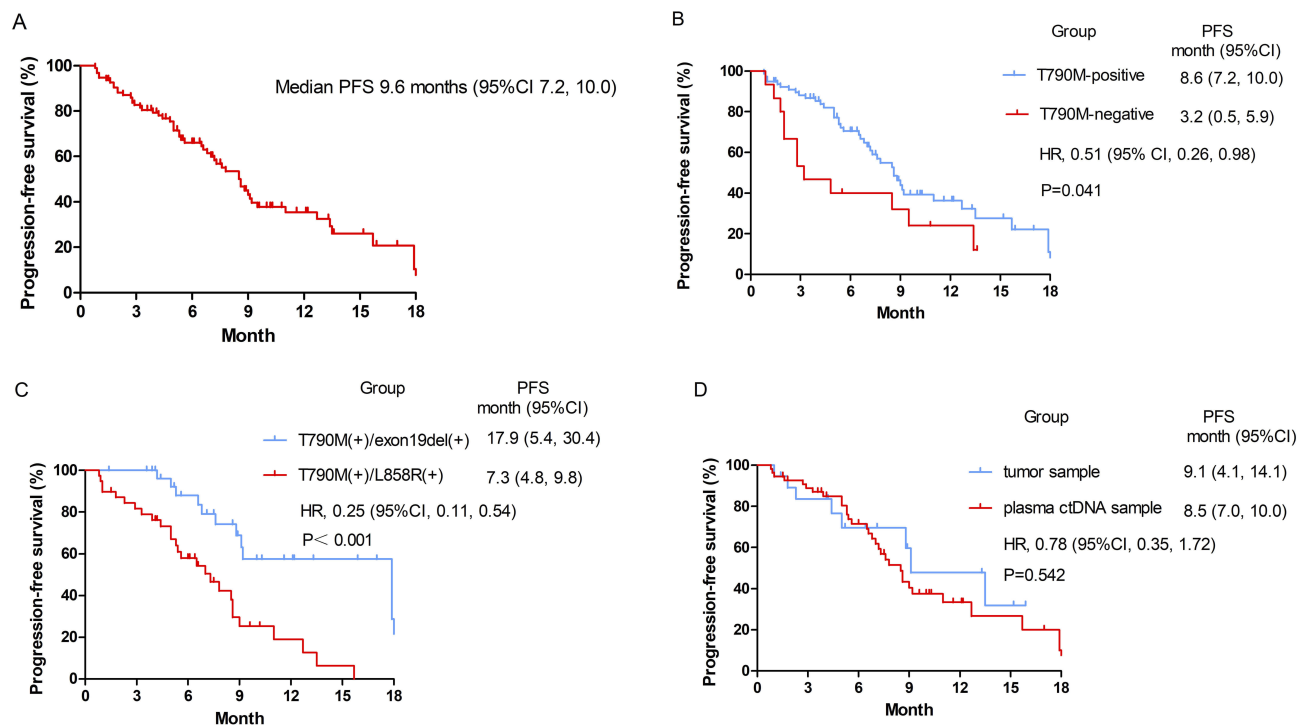 A
Progression-free survival (%)
100
80
60
40
20
0
Median PFS 9.6 months (95%CI 7.2, 10.0)
0 3 6 9 12 15 18
Month
B
Group PFS
month (95%CI)
T790M-positive 8.6 (7.2, 10.0)
T790M-negative 3.2 (0.5, 5.9)
HR, 0.51 (95% CI, 0.26, 0.98)
P=0.041
Progression-free survival (%)
100
80
60
40
20
0
0 3 6 9 12 15 18
Month
C
Group PFS
month (95%CI)
T790M(+)/exon19del(+) 17.9 (5.4, 30.4)
T790M(+)/L858R(+) 7.3 (4.8, 9.8)
HR, 0.25 (95%CI, 0.11, 0.54)
P< 0.001
Progression-free survival (%)
100
80
60
40
20
0
0 3 6 9 12 15 18
Month
D
Group PFS
month (95%CI)
tumor sample 9.1 (4.1, 14.1)
plasma ctDNA sample 8.5 (7.0, 10.0)
HR, 0.78 (95%CI, 0.35, 1.72)
P=0.542
Progression-free survival (%)
100
80
60
40
20
0
0 3 6 9 12 15 18
Month